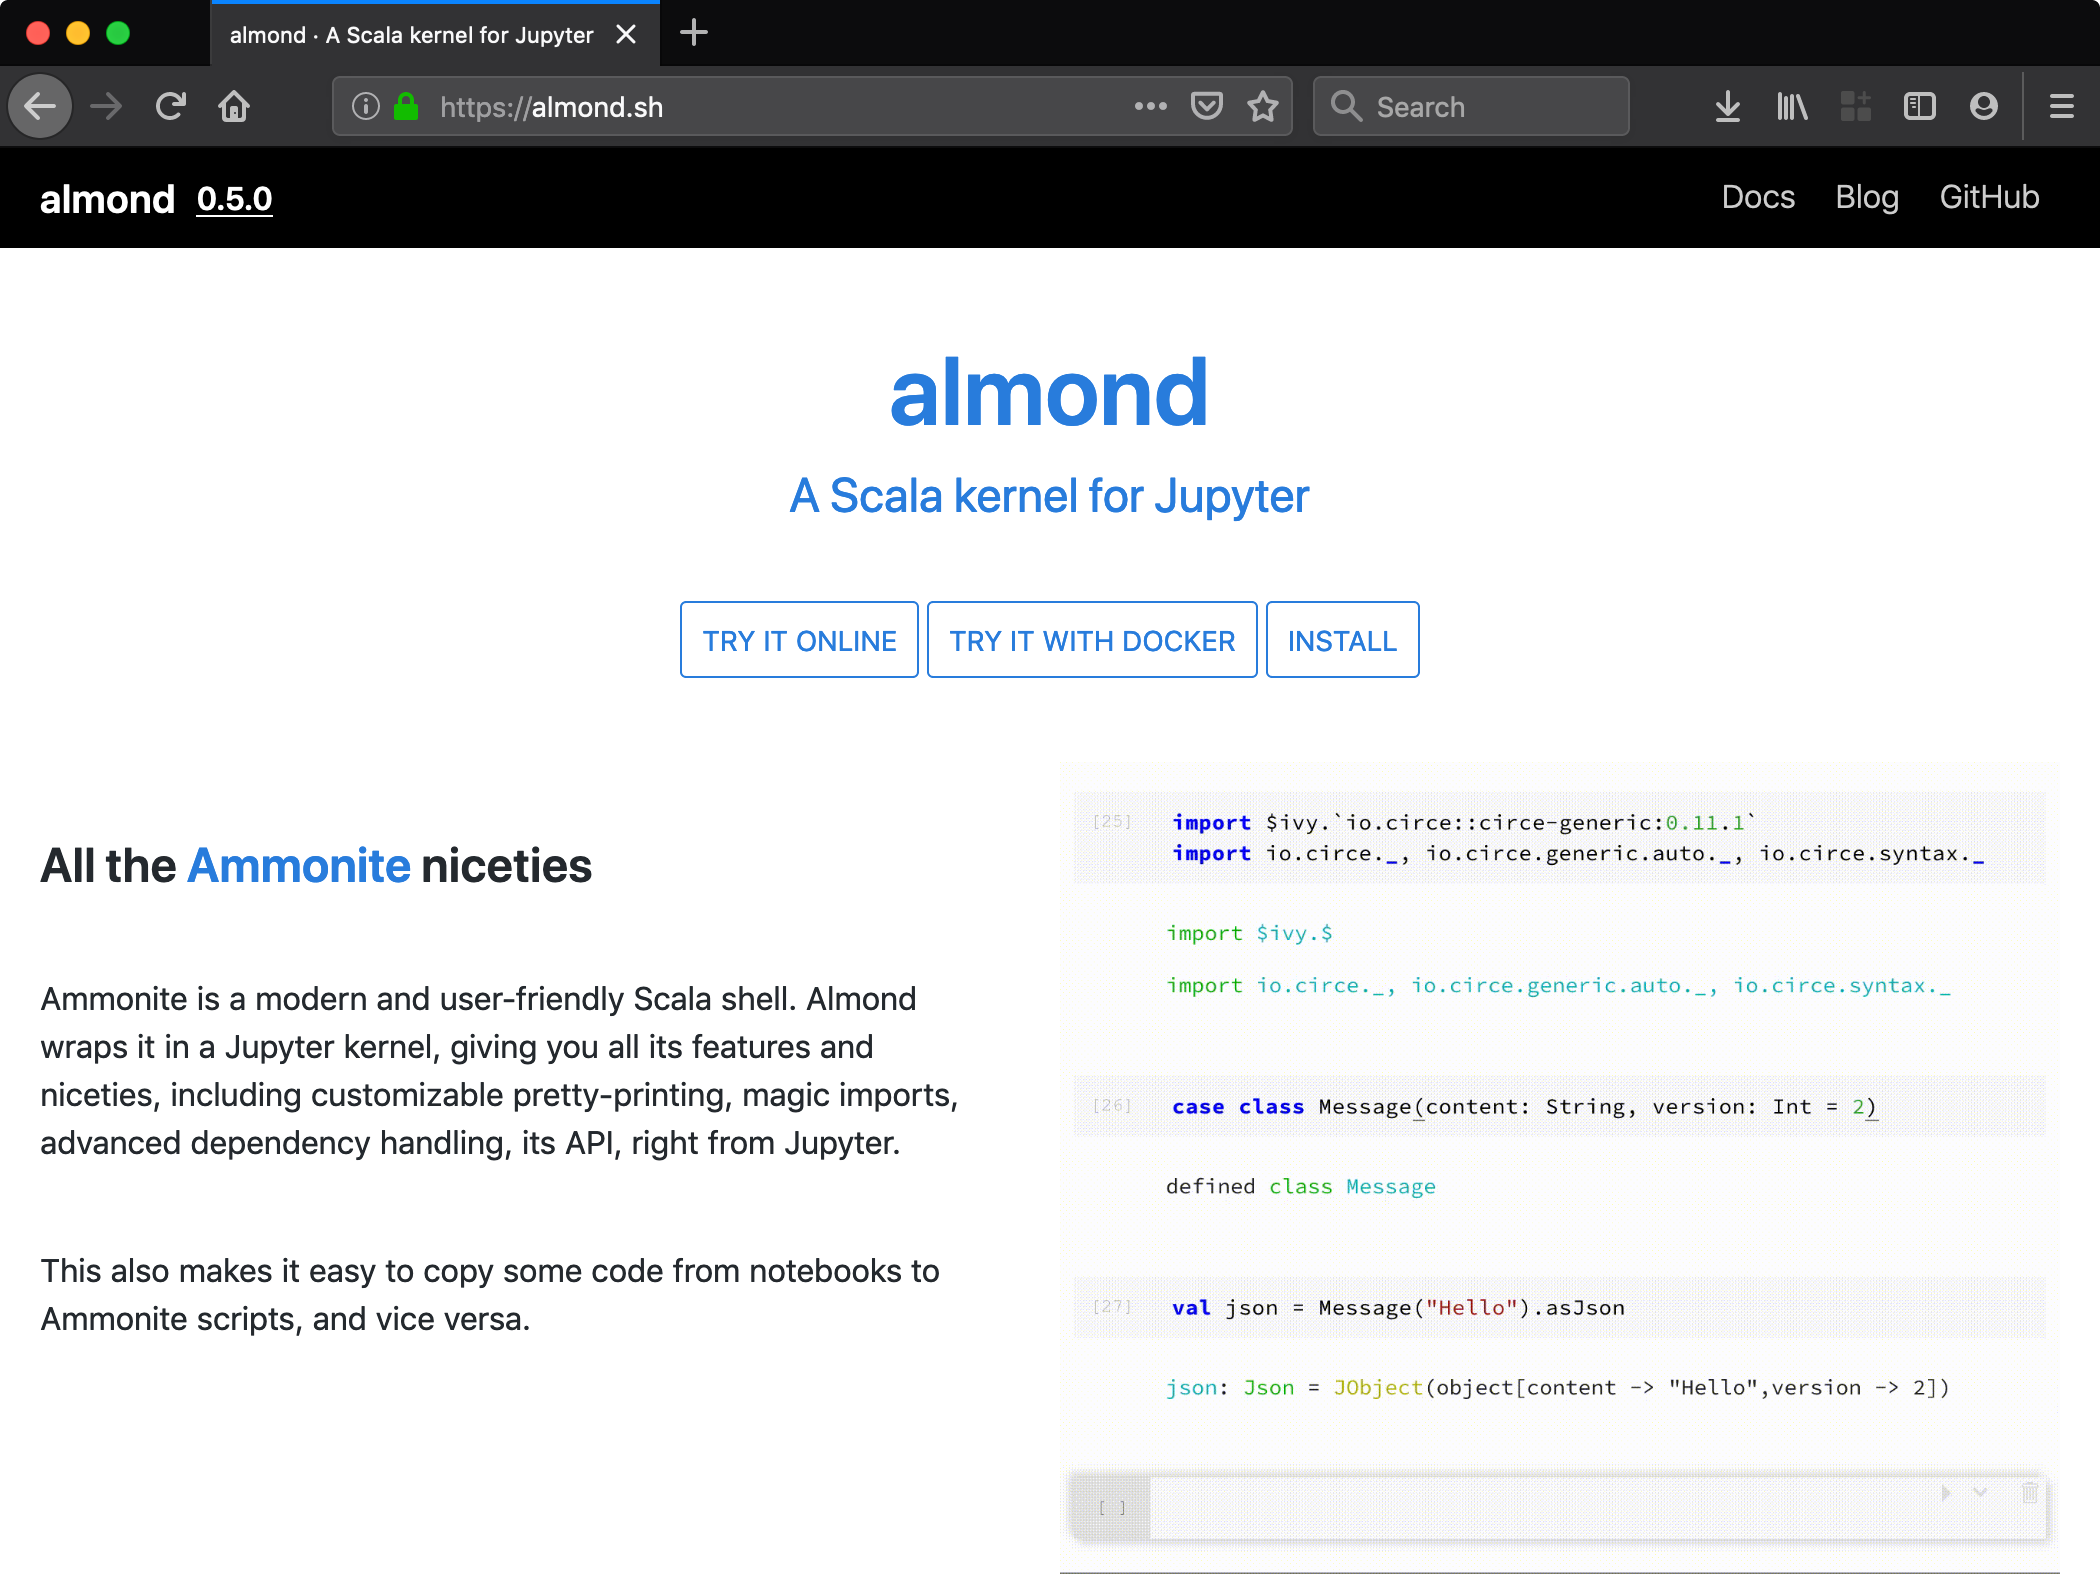 almond · A Scala kernel for Jupyter
https://almond.sh
Search
almond 0.5.0
Docs Blog GitHub
almond
A Scala kernel for Jupyter
TRY IT ONLINE TRY IT WITH DOCKER INSTALL
All the Ammonite niceties
Ammonite is a modern and user-friendly Scala shell. Almond
wraps it in a Jupyter kernel, giving you all its features and
niceties, including customizable pretty-printing, magic imports,
advanced dependency handling, its API, right from Jupyter.
This also makes it easy to copy some code from notebooks to
Ammonite scripts, and vice versa.
[25] import $ivy.`io.circe::circe-generic:0.11.1`
import io.circe._, io.circe.generic.auto._, io.circe.syntax._
import $ivy.$
import io.circe._, io.circe.generic.auto._, io.circe.syntax._
[26] case class Message(content: String, version: Int = 2)
defined class Message
[27] val json = Message("Hello").asJson
json: Json = JObject(object[content -> "Hello",version -> 2])
[ ]